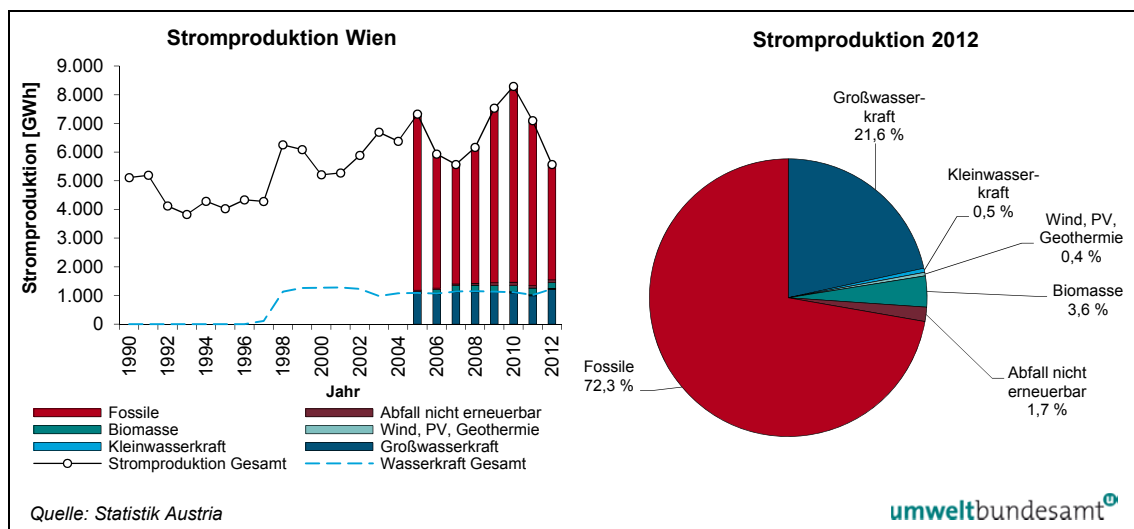 Stromproduktion Wien
Stromproduktion [GWh]
9.000
8.000
7.000
6.000
5.000
4.000
3.000
2.000
1.000
0
1990
1992
1994
1996
1998
2000
2002
2004
2006
2008
2010
2012
Jahr
Fossile
Abfall nicht erneuerbar
Biomasse
Wind, PV, Geothermie
Kleinwasserkraft
Großwasserkraft
Stromproduktion Gesamt
Wasserkraft Gesamt
Stromproduktion 2012
Großwasser-
kraft
21,6 %
Kleinwasser-
kraft
0,5 %
Wind, PV,
Geothermie
0,4 %
Biomasse
3,6 %
Abfall nicht
erneuerbar
1,7 %
Fossile
72,3 %
Quelle: Statistik Austria
umweltbundesamt u